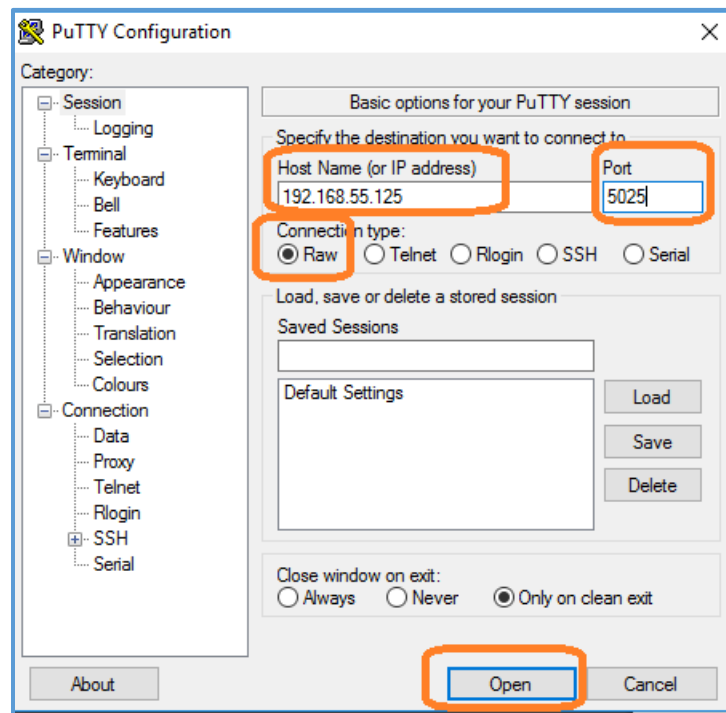 PuTTY Configuration
Category:
Session
Logging
Terminal
Keyboard
Bell
Features
Window
Appearance
Behaviour
Translation
Selection
Colours
Connection
Data
Proxy
Telnet
Rlogin
SSH
Serial
Basic options for your PuTTY session
Specify the destination you want to connect to
Host Name (or IP address) Port
192.168.55.125 5025
Connection type:
Raw Telnet Rlogin SSH Serial
Load, save or delete a stored session
Saved Sessions
Default Settings
Load
Save
Delete
Close window on exit:
Always Never Only on clean exit
About Open Cancel